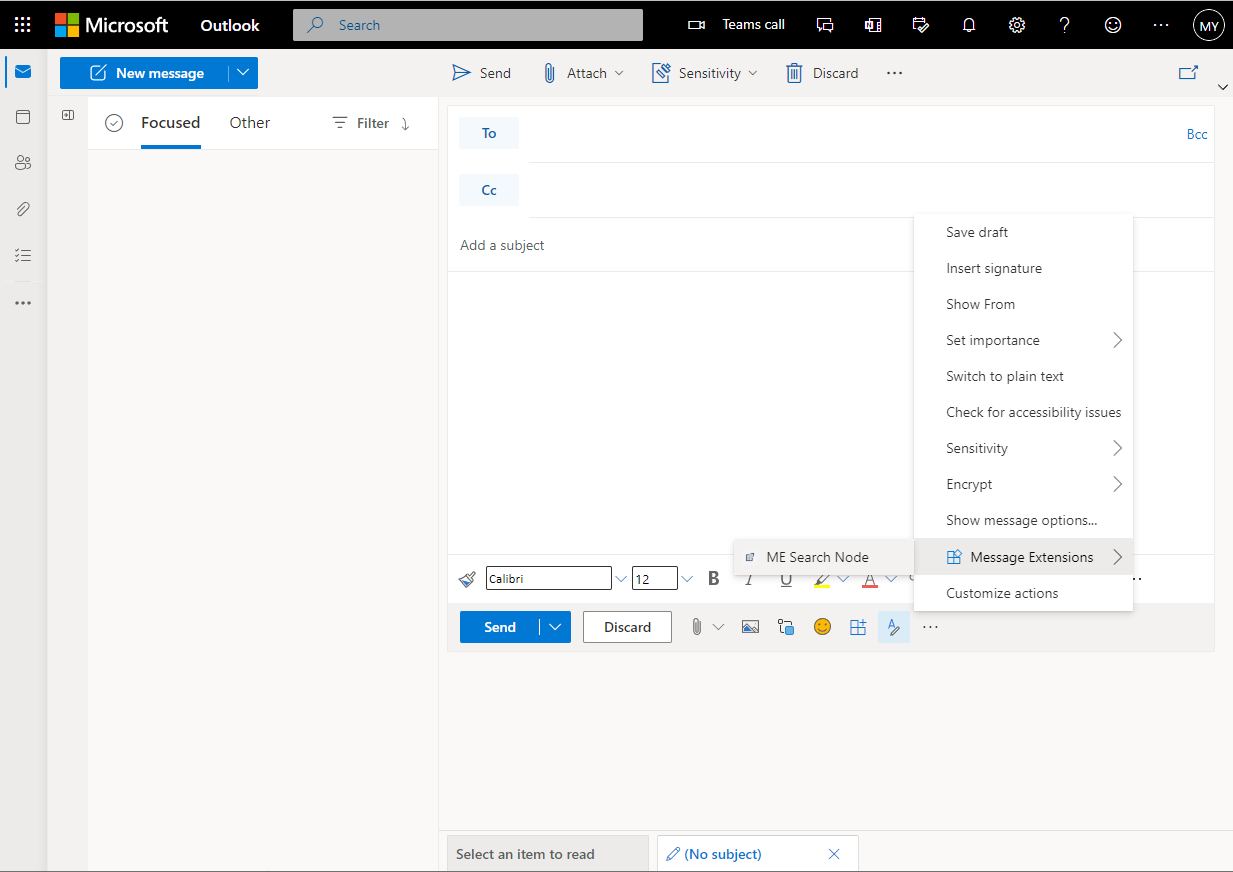 Microsoft Outlook Search Teams call MY
New message Send Attach Sensitivity Discard
Focused Other Filter
To Bcc
Cc
Add a subject
Save draft
Insert signature
Show From
Set importance
Switch to plain text
Check for accessibility issues
Sensitivity
Encrypt
Show message options...
ME Search Node Message Extensions
Customize actions
Calibri 12 B I U A
Send Discard
Select an item to read (No subject)